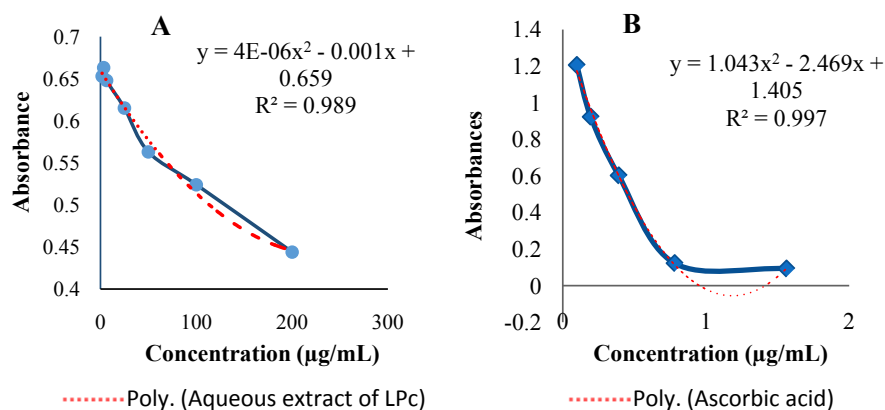 A
y = 4E-06x² - 0.001x +
0.659
R² = 0.989
0.7
0.65
0.6
0.55
0.5
0.45
0.4
Absorbance
0 100 200 300
Concentration (µg/mL)
Poly. (Aqueous extract of LPc)
B
y = 1.043x² - 2.469x +
1.405
R² = 0.997
1.4
1.2
1
0.8
0.6
0.4
0.2
0
-0.2
Absorbances
0 1 2
Concentration (µg/mL)
Poly. (Ascorbic acid)